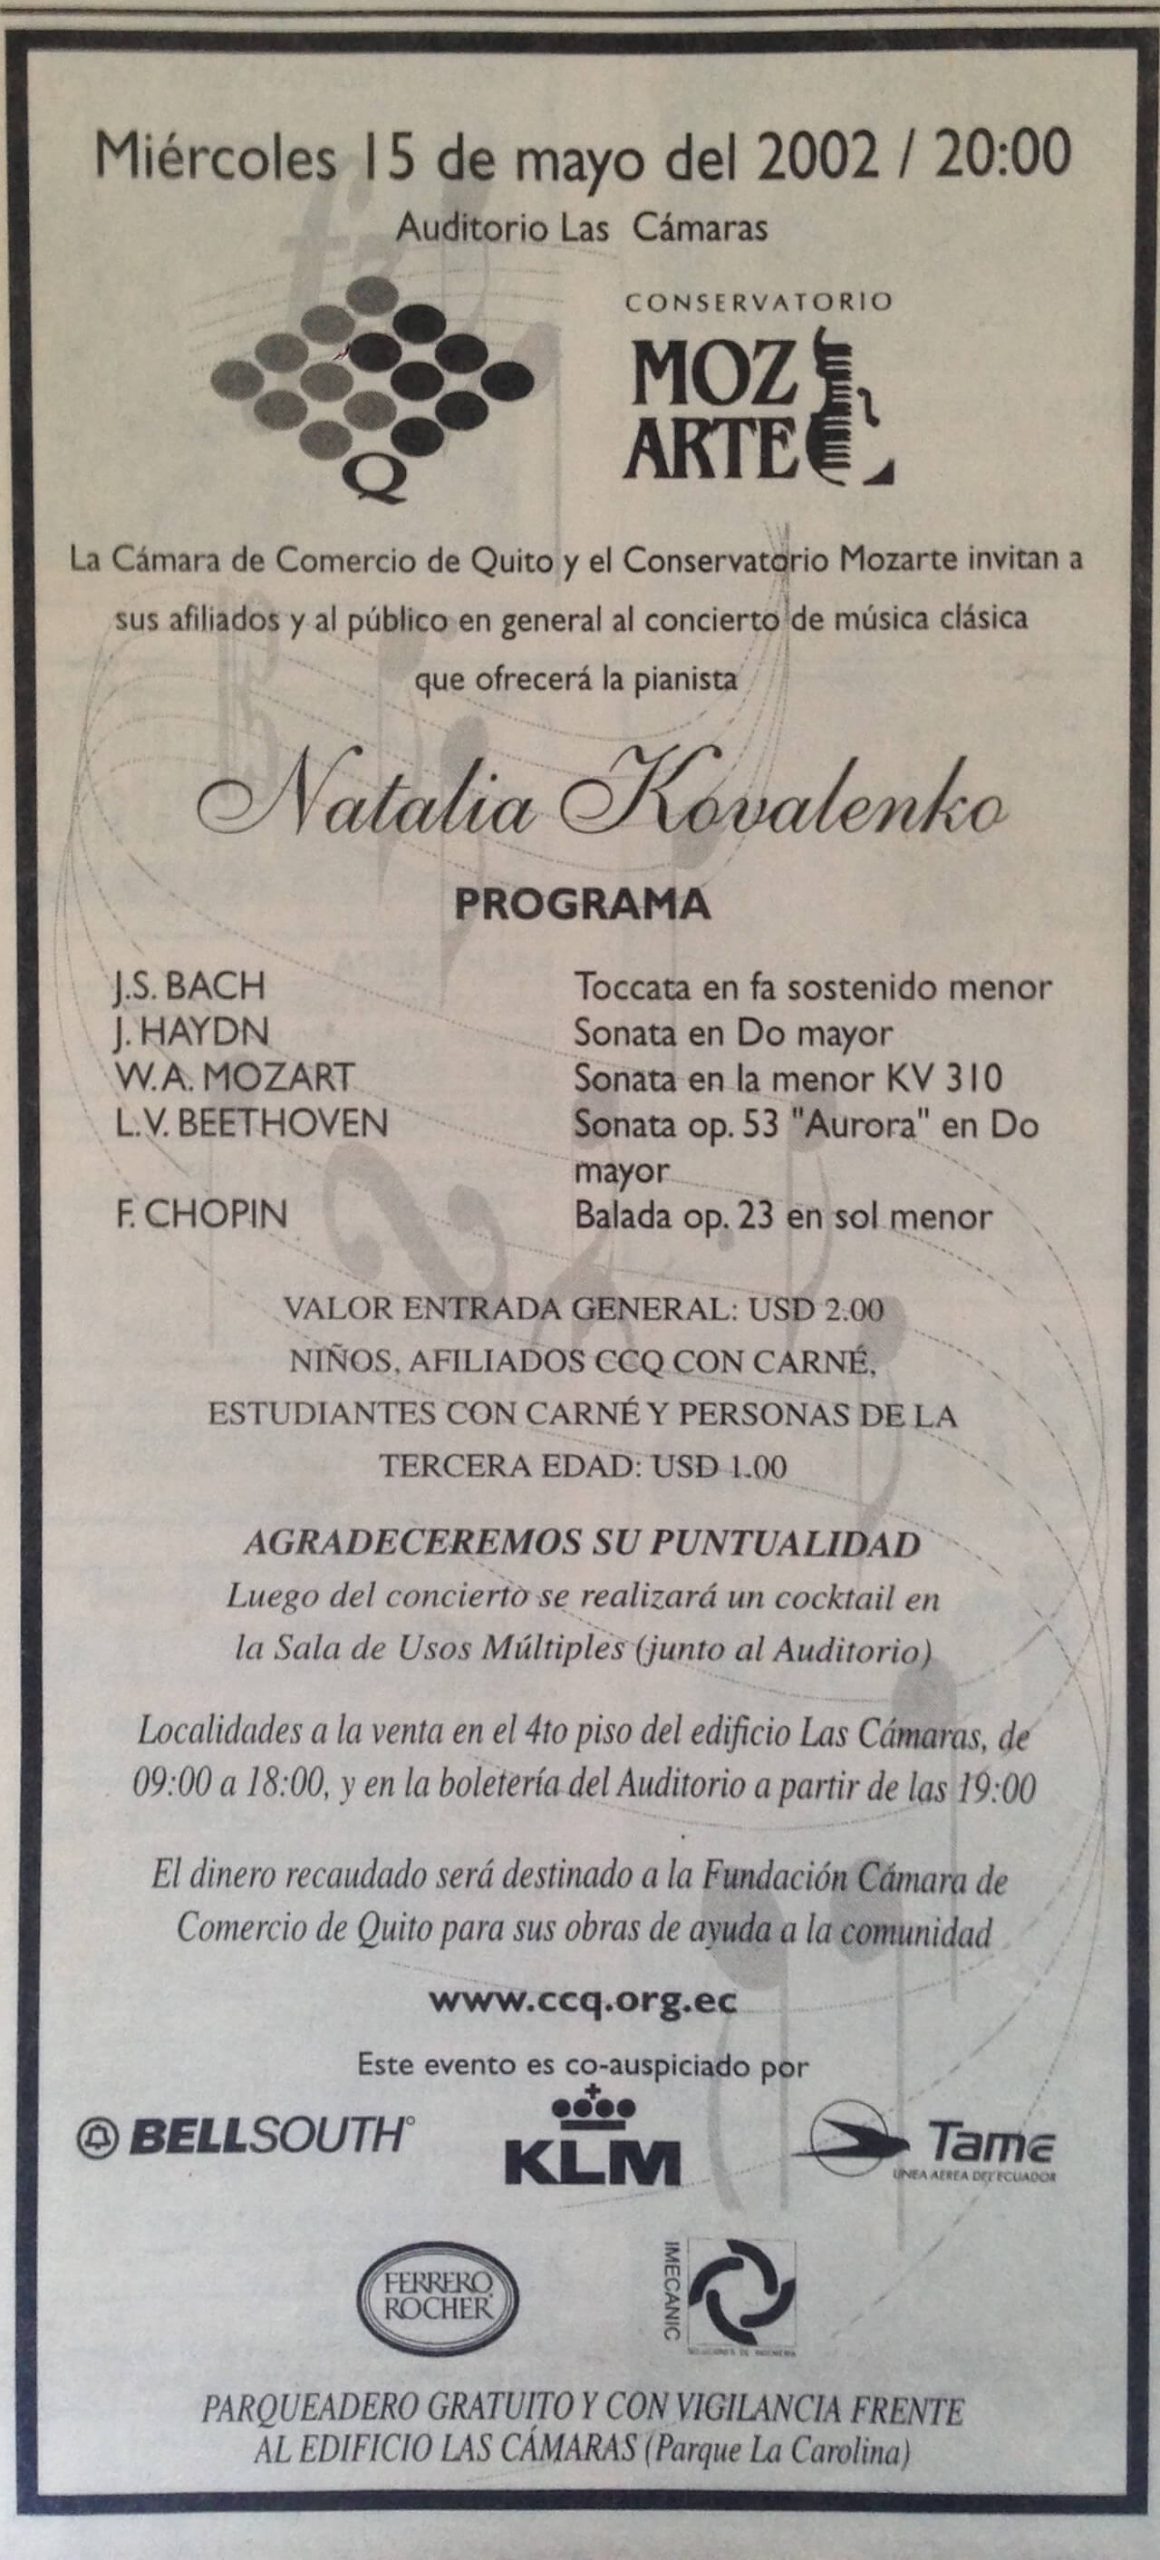 Miércoles 15 de mayo del 2002 / 20:00
Auditorio Las Cámaras
Q
CONSERVATORIO
MOZ
ARTE
La Cámara de Comercio de Quito y el Conservatorio Mozarte invitan a
sus afiliados y al público en general al concierto de música clásica
que ofrecerá la pianista
Natalia Kovalenko
PROGRAMA
J.S. BACH Toccata en fa sostenido menor
J. HAYDN Sonata en Do mayor
W.A. MOZART Sonata en la menor KV 310
L.V. BEETHOVEN Sonata op. 53 "Aurora" en Do
mayor
F. CHOPIN Balada op. 23 en sol menor
VALOR ENTRADA GENERAL: USD 2.00
NIÑOS, AFILIADOS CCQ CON CARNÉ,
ESTUDIANTES CON CARNÉ Y PERSONAS DE LA
TERCERA EDAD: USD 1.00
AGRADECEREMOS SU PUNTUALIDAD
Luego del concierto se realizará un cocktail en
la Sala de Usos Múltiples (junto al Auditorio)
Localidades a la venta en el 4to piso del edificio Las Cámaras, de
09:00 a 18:00, y en la boletería del Auditorio a partir de las 19:00
El dinero recaudado será destinado a la Fundación Cámara de
Comercio de Quito para sus obras de ayuda a la comunidad
www.ccq.org.ec
Este evento es co-auspiciado por
BELLSOUTH
KLM
Tame
LINEA AEREA DEL ECUADOR
FERRERO
ROCHER
IMECANIC
SOLUCIONES DE INGENIERIA
PARQUEADERO GRATUITO Y CON VIGILANCIA FRENTE
AL EDIFICIO LAS CÁMARAS (Parque La Carolina)